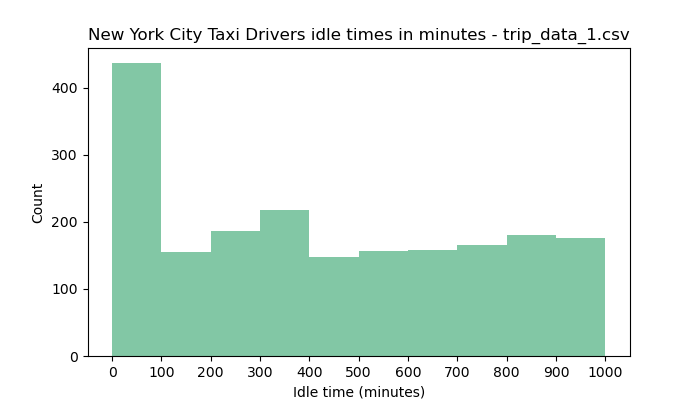 New York City Taxi Drivers idle times in minutes - trip_data_1.csv
400
300
200
100
0
Count
0 100 200 300 400 500 600 700 800 900 1000
Idle time (minutes)